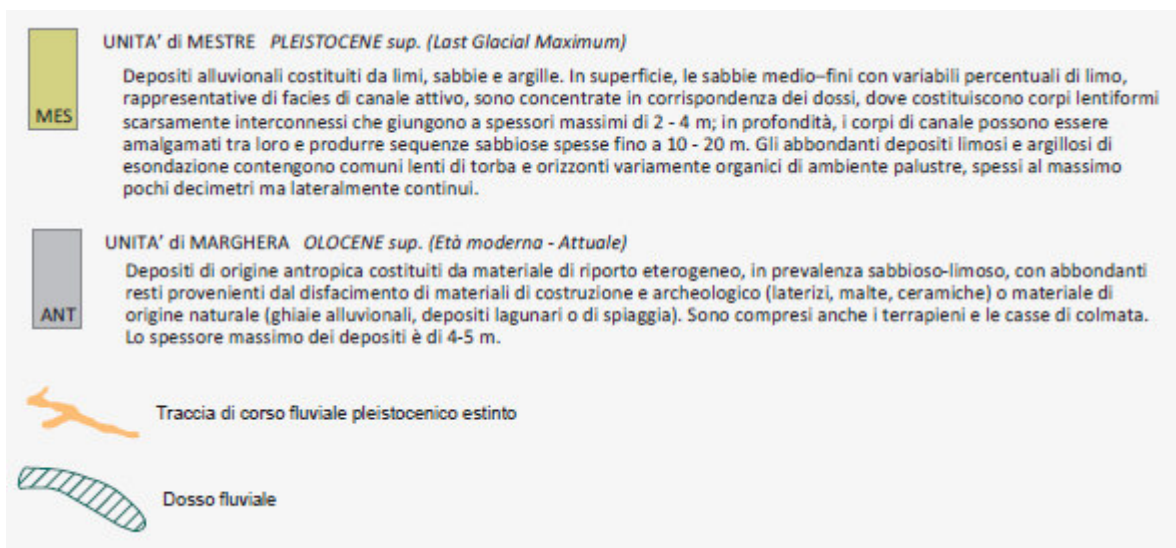 UNITA' di MESTRE PLEISTOCENE sup. (Last Glacial Maximum)
Depositi alluvionali costituiti da limi, sabbie e argille. In superficie, le sabbie medio–fini con variabili percentuali di limo,
rappresentative di facies di canale attivo, sono concentrate in corrispondenza dei dossi, dove costituiscono corpi lentiformi
scarsamente interconnessi che giungono a spessori massimi di 2 - 4 m; in profondità, i corpi di canale possono essere
amalgamati tra loro e produrre sequenze sabbiose spesse fino a 10 - 20 m. Gli abbondanti depositi limosi e argillosi di
esondazione contengono comuni lenti di torba e orizzonti variamente organici di ambiente palustre, spessi al massimo
pochi decimetri ma lateralmente continui.
MES
UNITA' di MARGHERA OLOCENE sup. (Età moderna - Attuale)
Depositi di origine antropica costituiti da materiale di riporto eterogeneo, in prevalenza sabbioso-limoso, con abbondanti
resti provenienti dal disfacimento di materiali di costruzione e archeologico (laterizi, malte, ceramiche) o materiale di
origine naturale (ghiaie alluvionali, depositi lagunari o di spiaggia). Sono compresi anche i terrapieni e le casse di colmata.
Lo spessore massimo dei depositi è di 4-5 m.
ANT
Traccia di corso fluviale pleistocenico estinto
Dosso fluviale